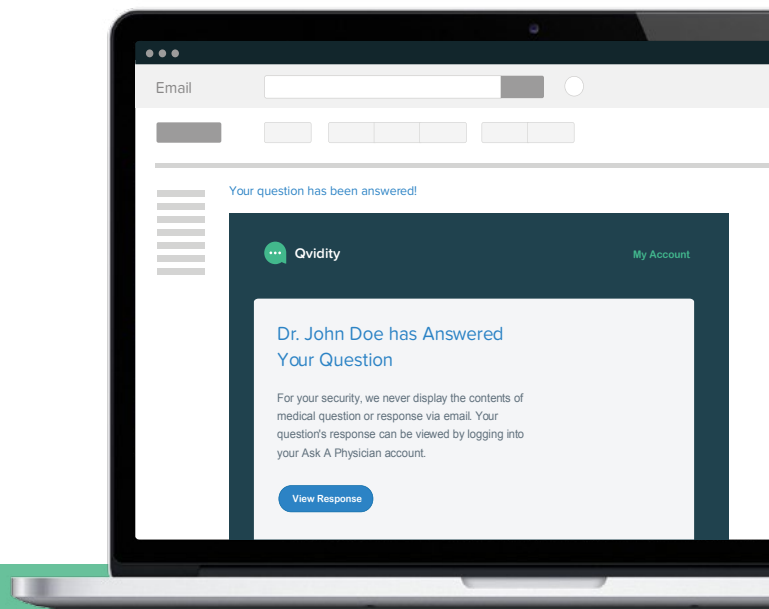 Email
Your question has been answered!
Qvidity
My Account
Dr. John Doe has Answered
Your Question
For your security, we never display the contents of
medical question or response via email. Your
question's response can be viewed by logging into
your Ask A Physician account.
View Response